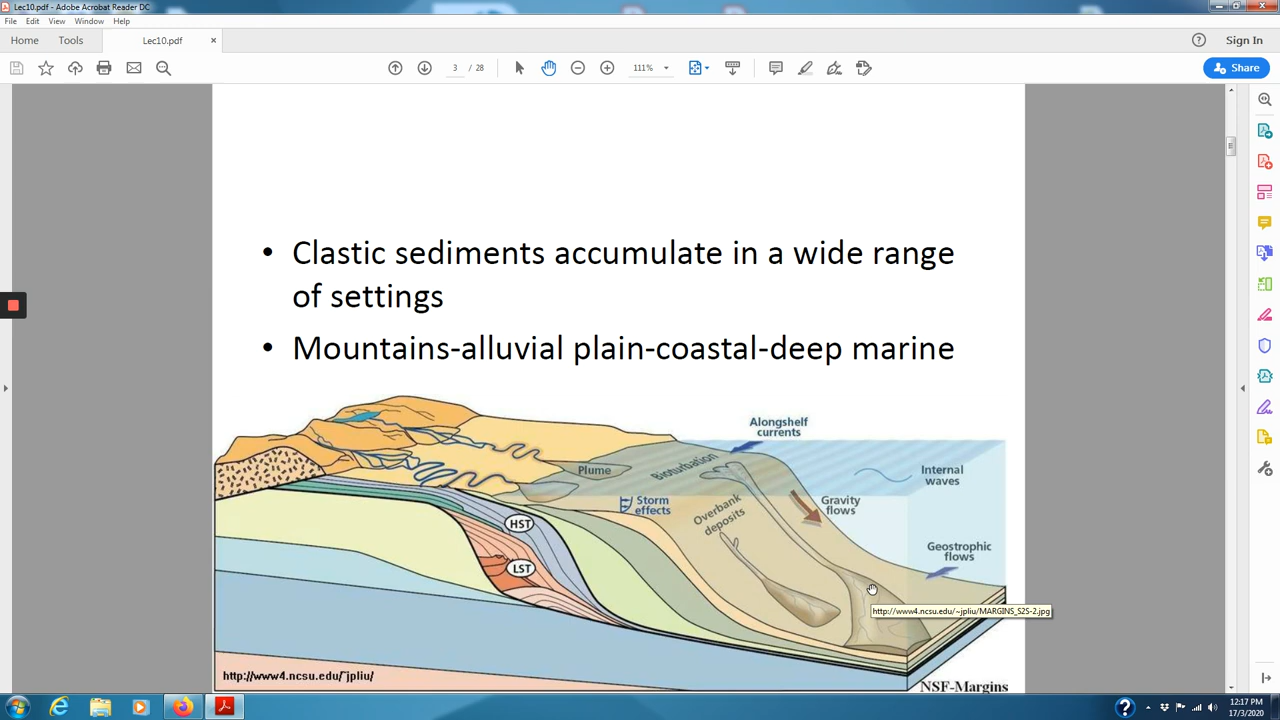 Lec10.pdf - Adobe Acrobat Reader DC
File Edit View Window Help
Home Tools Lec10.pdf × Sign In
3 / 28 111% Share
• Clastic sediments accumulate in a wide range
of settings
• Mountains-alluvial plain-coastal-deep marine
Alongshelf
currents
Plume
Bioturbation
Internal
waves
Storm
effects
Overbank
deposits
Gravity
flows
HST
LST
Geostrophic
flows
http://www4.ncsu.edu/~jpliu/MARGINS_S2S-2.jpg
http://www4.ncsu.edu/~jpliu/
NSF-Margins
12:17 PM
17/3/2020